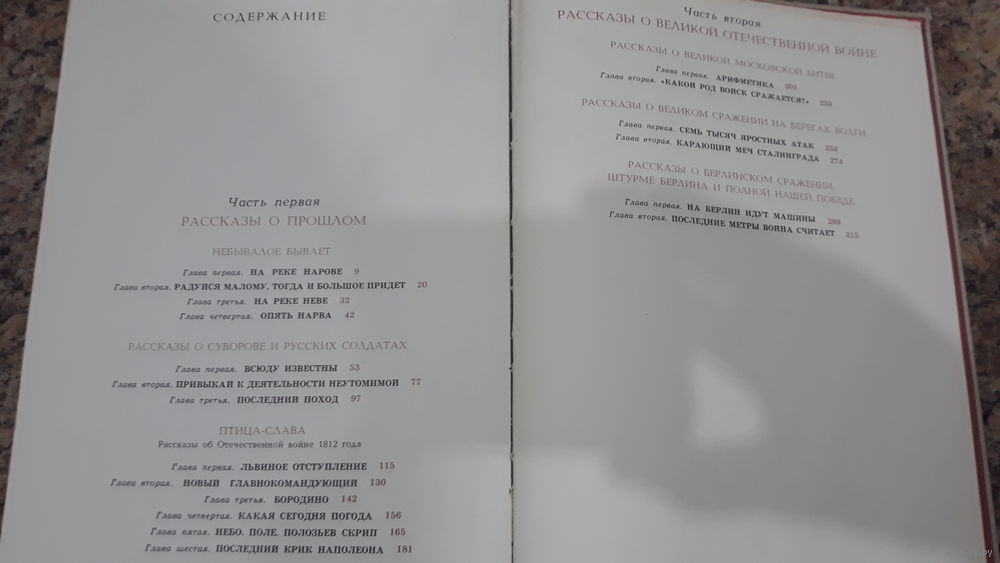 СОДЕРЖАНИЕ
Часть первая
РАССКАЗЫ О ПРОШЛОМ
НЕБЫВАЛОЕ БЫВАЕТ
Глава первая. НА РЕКЕ НАРОВЕ 9
Глава вторая. РАДУЙСЯ МАЛОМУ, ТОГДА И БОЛЬШОЕ ПРИДЕТ 20
Глава третья. НА РЕКЕ НЕВЕ 32
Глава четвертая. ОПЯТЬ НАРВА 42
РАССКАЗЫ О СУВОРОВЕ И РУССКИХ СОЛДАТАХ
Глава первая. ВСЮДУ ИЗВЕСТНЫ 53
Глава вторая. ПРИВЫКАЙ К ДЕЯТЕЛЬНОСТИ НЕУТОМИМОЙ 77
Глава третья. ПОСЛЕДНИЙ ПОХОД 97
ПТИЦА-СЛАВА
Рассказы об Отечественной войне 1812 года
Глава первая. ЛЬВИНОЕ ОТСТУПЛЕНИЕ 115
Глава вторая. НОВЫЙ ГЛАВНОКОМАНДУЮЩИЙ 130
Глава третья. БОРОДИНО 142
Глава четвертая. КАКАЯ СЕГОДНЯ ПОГОДА 156
Глава пятая. НЕБО. ПОЛЕ. ПОЛОЗЬЕВ СКРИП 165
Глава шестая. ПОСЛЕДНИЙ КРИК НАПОЛЕОНА 181
Часть вторая
РАССКАЗЫ О ВЕЛИКОЙ ОТЕЧЕСТВЕННОЙ ВОЙНЕ
РАССКАЗЫ О ВЕЛИКОЙ МОСКОВСКОЙ БИТВЕ
Глава первая. АРИФМЕТИКА 201
Глава вторая. «КАКОЙ РОД ВОЙСК СРАЖАЕТСЯ?» 233
РАССКАЗЫ О ВЕЛИКОМ СРАЖЕНИИ НА БЕРЕГАХ ВОЛГИ
Глава первая. СЕМЬ ТЫСЯЧ ЯРОСТНЫХ АТАК 253
Глава вторая. КАРАЮЩИЙ МЕЧ СТАЛИНГРАДА 274
РАССКАЗЫ О БЕРЛИНСКОМ СРАЖЕНИИ,
ШТУРМЕ БЕРЛИНА И ПОЛНОЙ НАШЕЙ ПОБЕДЕ
Глава первая. НА БЕРЛИН ИДУТ МАШИНЫ 299
Глава вторая. ПОСЛЕДНИЕ МЕТРЫ ВОЙНА СЧИТАЕТ 315